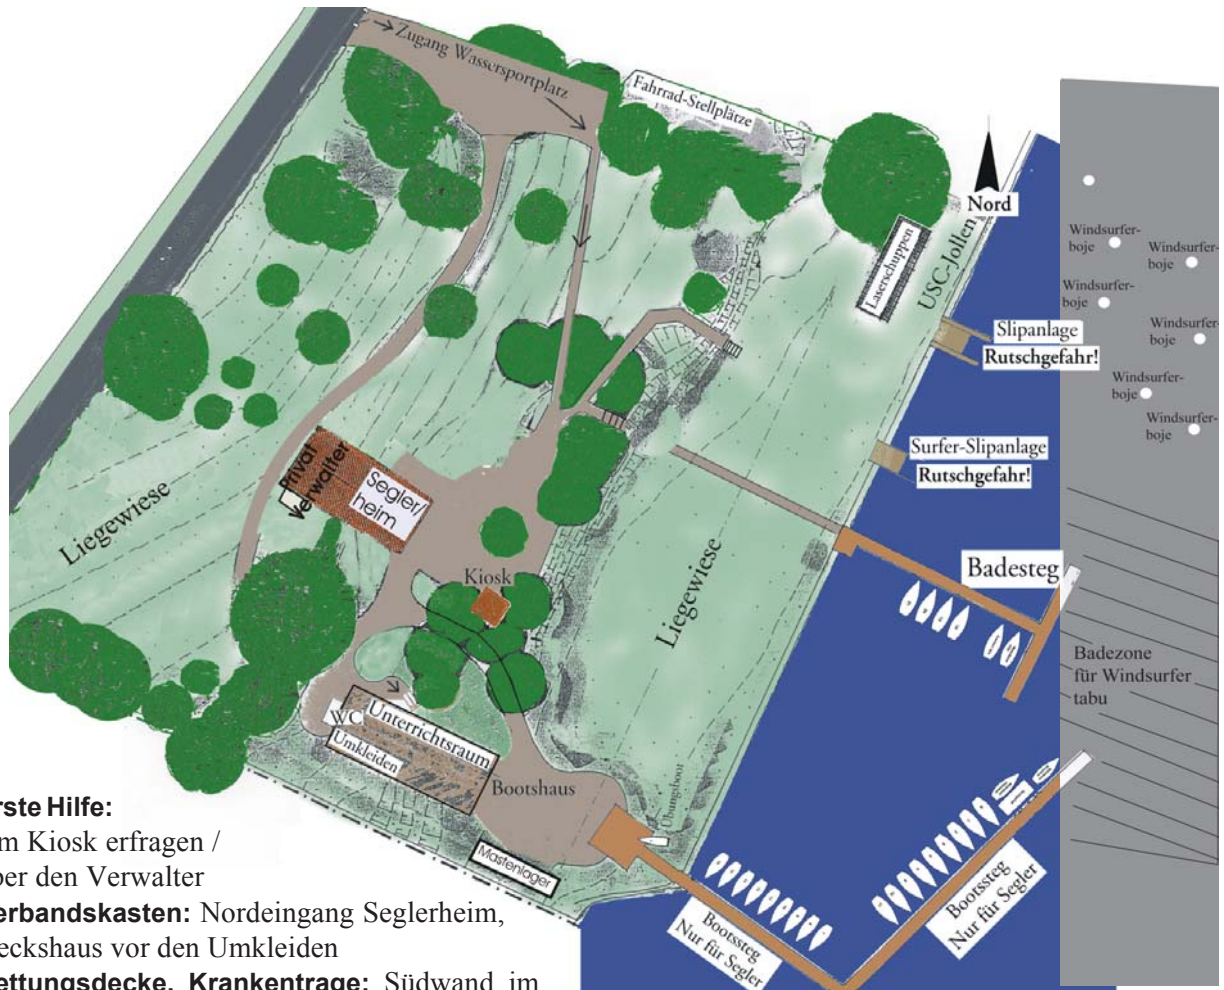 Zugang Wassersportplatz
Fahrrad-Stellplätze
Nord
Laserschuppen
USC-Jollen
Windsurfer-
boje
Windsurfer-
boje
Windsurfer-
boje
Windsurfer-
boje
Windsurfer-
boje
Windsurfer-
boje
Slipanlage
Rutschgefahr!
Surfer-Slipanlage
Rutschgefahr!
Privat
Verwalter
Segler/
heim
Liegewiese
Kiosk
Liegewiese
Badesteg
Badezone
für Windsurfer
tabu
WC
Unterrichtsraum
Umkleiden
Bootshaus
Übungsboot
Mastenlager
Bootssteg
Nur für Segler
Bootssteg
Nur für Segler
rste Hilfe:
m Kiosk erfragen /
ber den Verwalter
erbandskasten: Nordeingang Seglerheim,
eckshaus vor den Umkleiden
ettungsdecke, Krankentrage: Südwand im